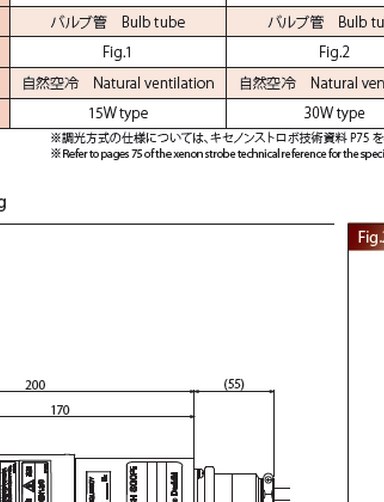 バルブ管 Bulb tube バルブ管 Bulb tu
Fig.1 Fig.2
自然空冷 Natural ventilation 自然空冷 Natural ven
15W type 30W type
※調光方式の仕様については、キセノンストロボ技術資料 P75 を
※Refer to pages 75 of the xenon strobe technical reference for the speci
g
Fig.
200 (55)
170